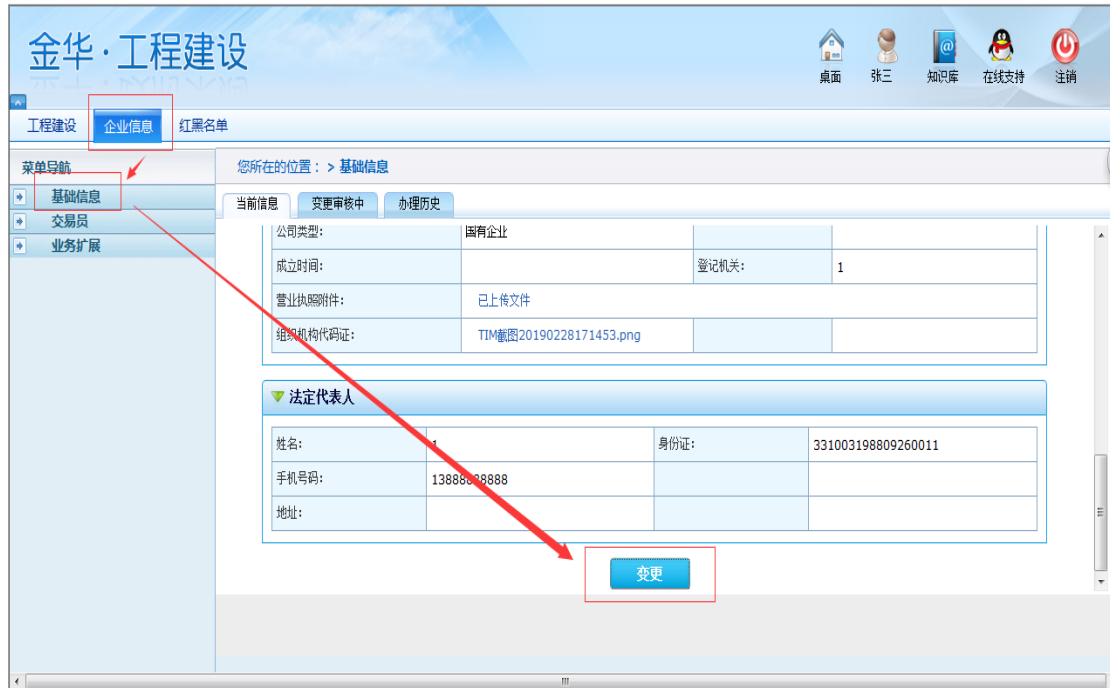 金华·工程建设
桌面 张三 知识库 在线支持 注销
工程建设 企业信息 红黑名单
菜单导航
您所在的位置：> 基础信息
基础信息
交易员
业务扩展
当前信息 变更审核中 办理历史
公司类型: 国有企业
成立时间: 登记机关: 1
营业执照附件: 已上传文件
组织机构代码证: TIM截图20190228171453.png
法定代表人
姓名: 1 身份证: 331003198809260011
手机号码: 13888888888
地址:
变更